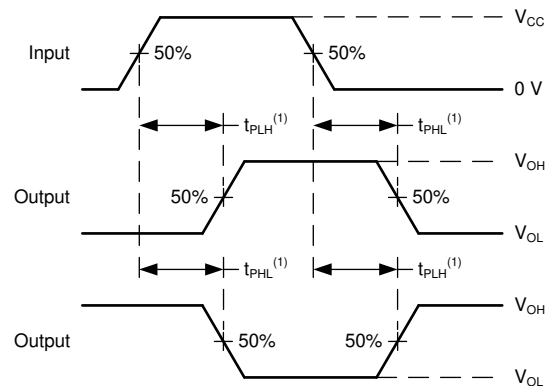 V_CC
Input 50% 50%
0 V
t_PLH^(1) t_PHL^(1)
V_OH
Output 50% 50%
V_OL
t_PHL^(1) t_PLH^(1)
V_OH
Output 50% 50%
V_OL